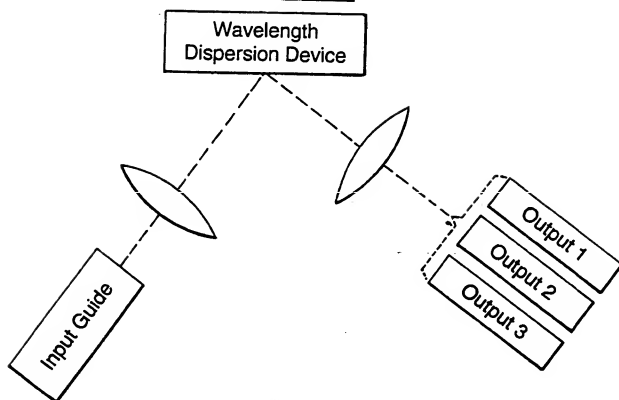 Wavelength
Dispersion Device
Input Guide
Output 1
Output 2
Output 3